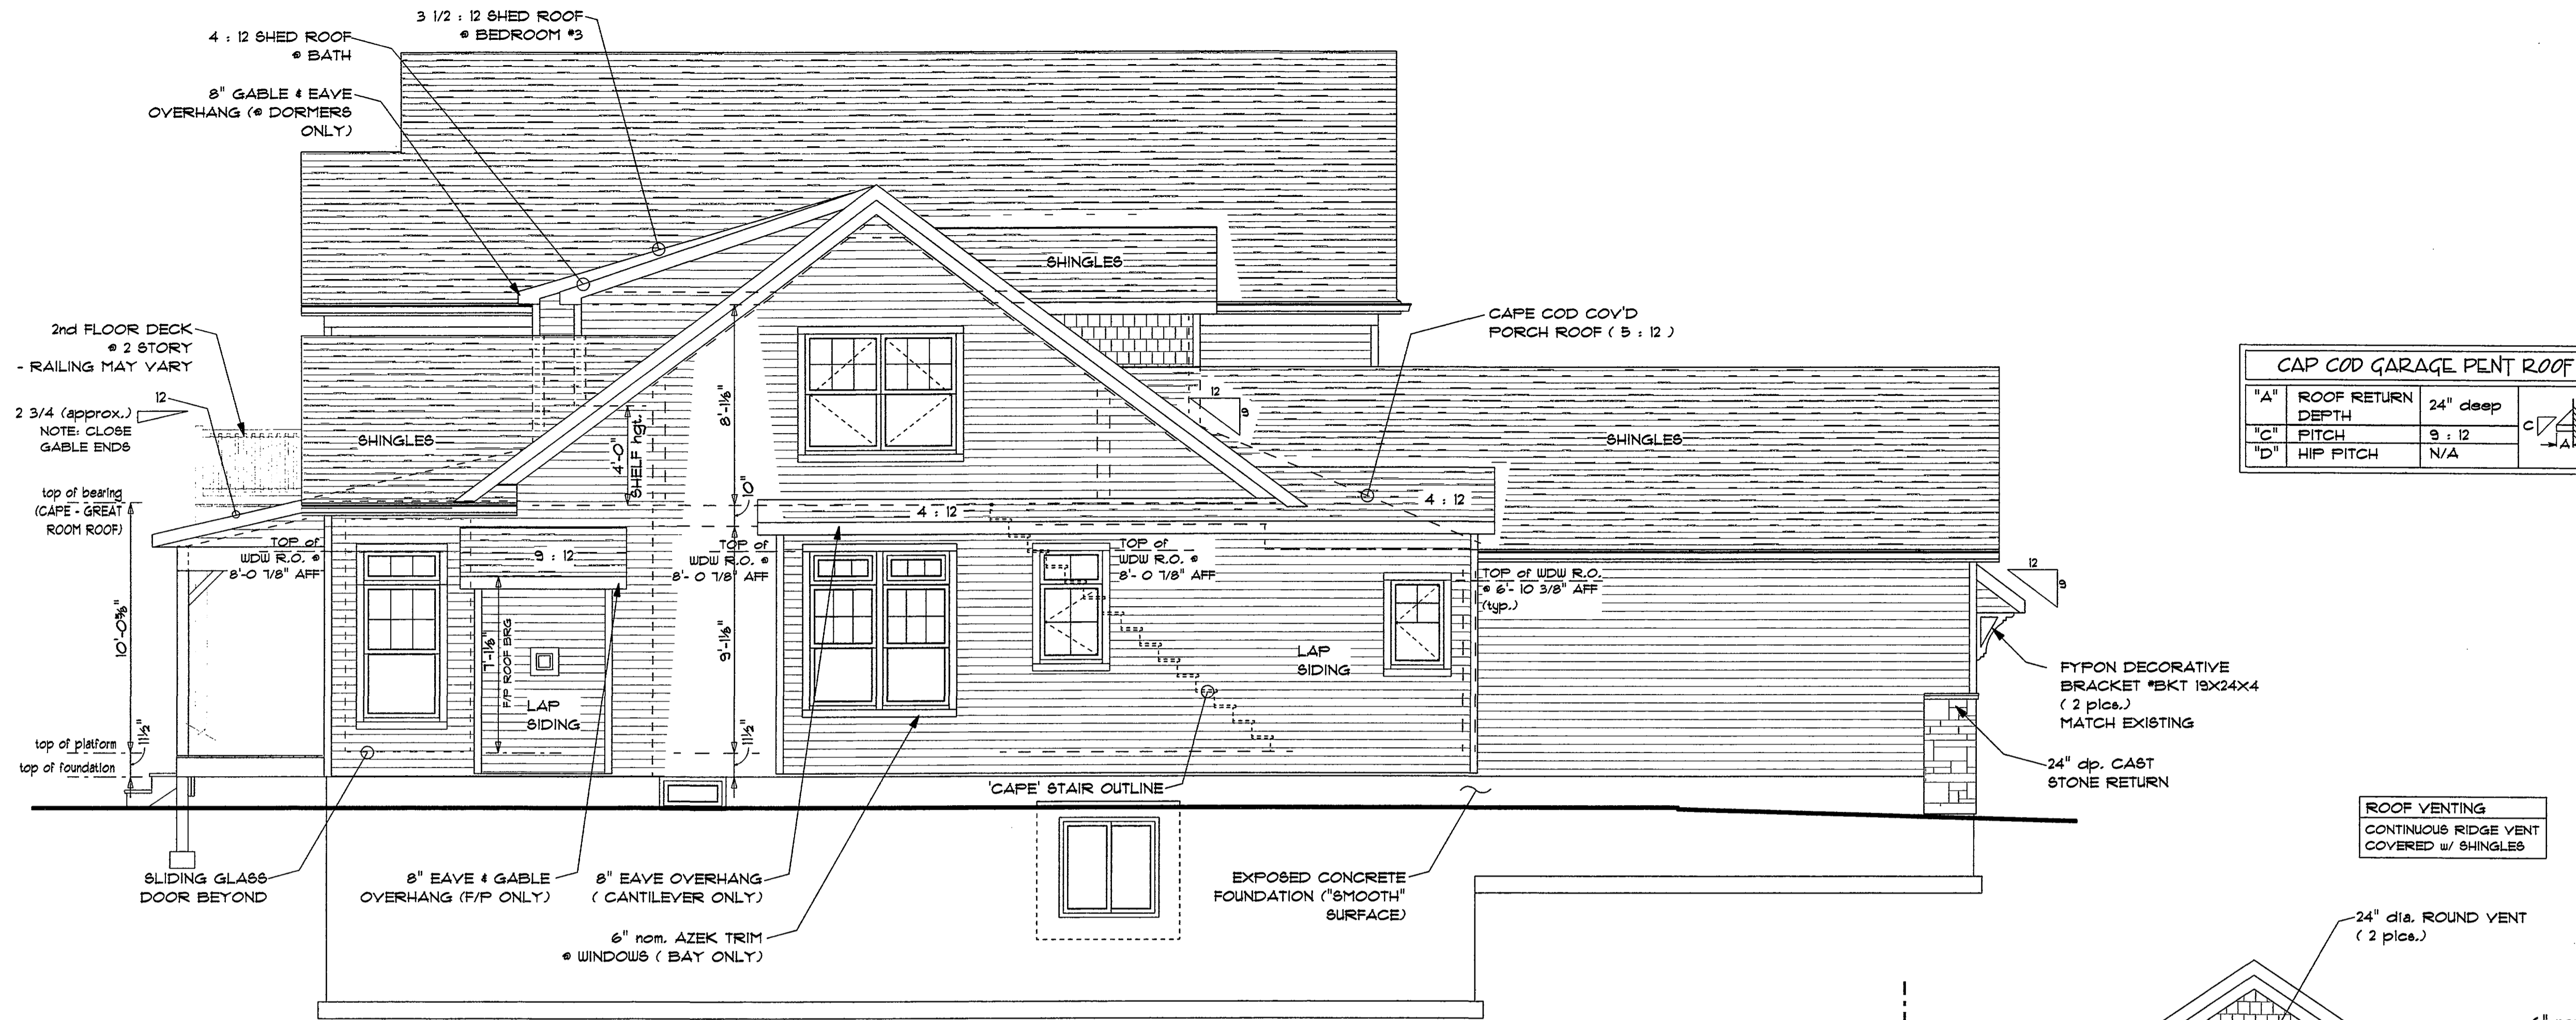 3 1/2 : 12 SHED ROOF
@ BEDROOM #3
4 : 12 SHED ROOF
@ BATH
8" GABLE & EAVE
OVERHANG (@ DORMERS
ONLY)
2nd FLOOR DECK
@ 2 STORY
- RAILING MAY VARY
12
2 3/4 (approx.)
NOTE: CLOSE
GABLE ENDS
top of bearing
(CAPE - GREAT
ROOM ROOF)
10'-0⅝"
11½"
top of platform
top of foundation
SHINGLES
SHINGLES
SHINGLES
4'-0"
SHELF hgt.
8'-1⅛"
10"
9'-1⅛"
11½"
4 : 12
4 : 12
9 : 12
12
9
CAPE COD COV'D
PORCH ROOF ( 5 : 12 )
TOP of
WDW R.O. @
8'-0 7/8" AFF
TOP of
WDW R.O. @
8'- 0 7/8" AFF
TOP of
WDW R.O. @
8'- 0 7/8" AFF
TOP of WDW R.O.
@ 6'- 10 3/8" AFF
(typ.)
7'-1⅛"
F/P ROOF BRG
LAP
SIDING
LAP
SIDING
12
9
FYPON DECORATIVE
BRACKET #BKT 19X24X4
( 2 plcs.)
MATCH EXISTING
24" dp. CAST
STONE RETURN
'CAPE' STAIR OUTLINE
SLIDING GLASS
DOOR BEYOND
8" EAVE & GABLE
OVERHANG (F/P ONLY)
8" EAVE OVERHANG
( CANTILEVER ONLY)
6" nom. AZEK TRIM
@ WINDOWS ( BAY ONLY)
EXPOSED CONCRETE
FOUNDATION ("SMOOTH"
SURFACE)
CAP COD GARAGE PENT ROOF
"A" ROOF RETURN DEPTH 24" deep
"C" PITCH 9 : 12
"D" HIP PITCH N/A
C
A
ROOF VENTING
CONTINUOUS RIDGE VENT
COVERED w/ SHINGLES
24" dia. ROUND VENT
( 2 plcs.)